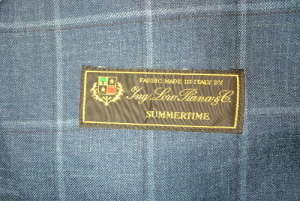 FABRIC MADE IN ITALY BY
Ing. Loro Piana & C.
SUMMERTIME